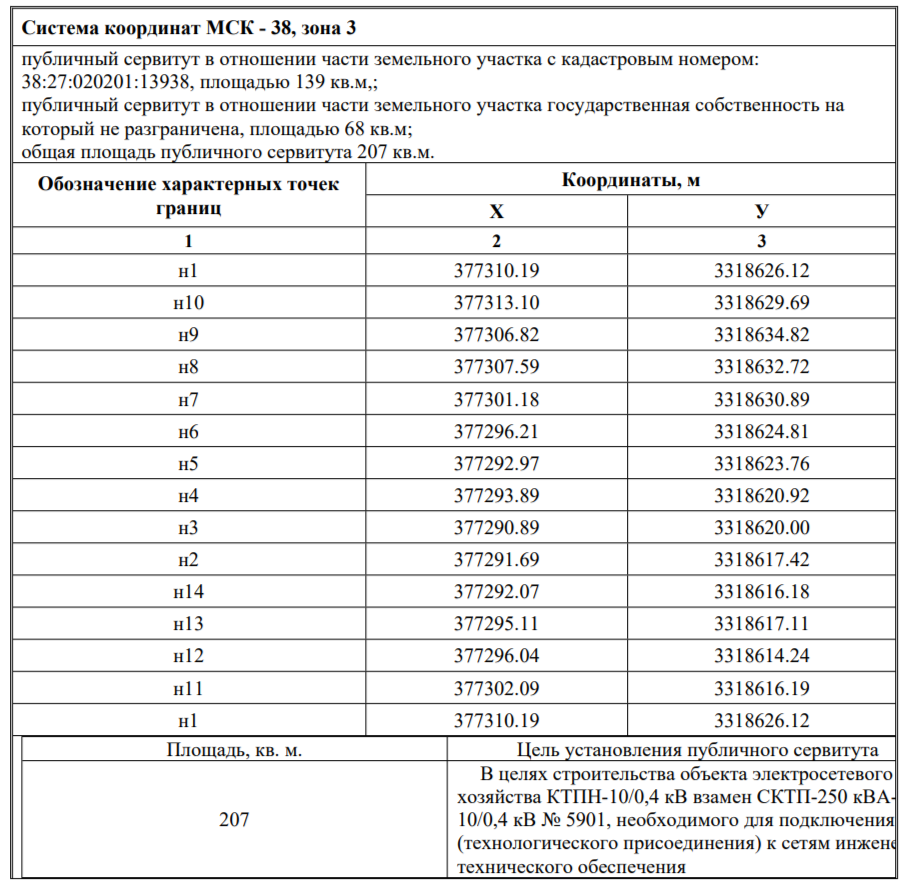 Система координат МСК - 38, зона 3
публичный сервитут в отношении части земельного участка с кадастровым номером:
38:27:020201:13938, площадью 139 кв.м,;
публичный сервитут в отношении части земельного участка государственная собственность на
который не разграничена, площадью 68 кв.м;
общая площадь публичного сервитута 207 кв.м.
Обозначение характерных точек
границ
Координаты, м
Х
У
1 2 3
н1 377310.19 3318626.12
н10 377313.10 3318629.69
н9 377306.82 3318634.82
н8 377307.59 3318632.72
н7 377301.18 3318630.89
н6 377296.21 3318624.81
н5 377292.97 3318623.76
н4 377293.89 3318620.92
н3 377290.89 3318620.00
н2 377291.69 3318617.42
н14 377292.07 3318616.18
н13 377295.11 3318617.11
н12 377296.04 3318614.24
н11 377302.09 3318616.19
н1 377310.19 3318626.12
Площадь, кв. м.
Цель установления публичного сервитута
207
В целях строительства объекта электросетевого
хозяйства КТПН-10/0,4 кВ взамен СКТП-250 кВА-
10/0,4 кВ № 5901, необходимого для подключения
(технологического присоединения) к сетям инжене
технического обеспечения